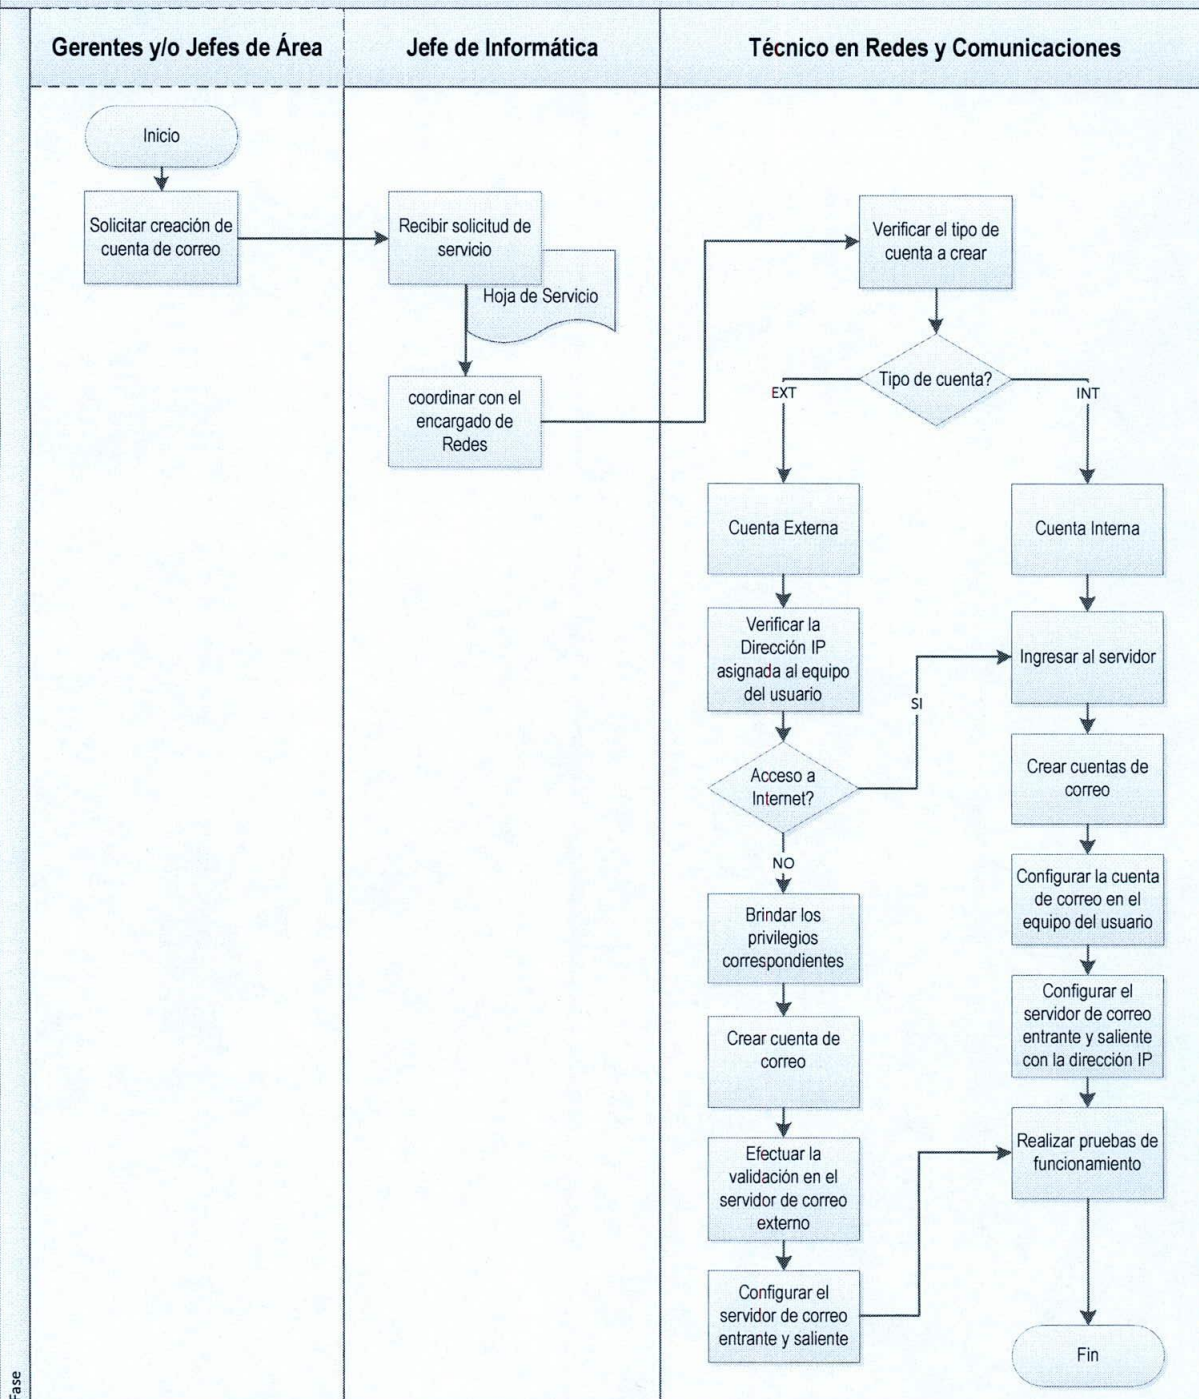 Gerentes y/o Jefes de Área
Jefe de Informática
Técnico en Redes y Comunicaciones
Inicio
Solicitar creación de
cuenta de correo
Recibir solicitud de
servicio
Hoja de Servicio
coordinar con el
encargado de
Redes
Verificar el tipo de
cuenta a crear
Tipo de cuenta?
EXT
INT
Cuenta Externa
Cuenta Interna
Verificar la
Dirección IP
asignada al equipo
del usuario
Ingresar al servidor
SI
Acceso a
Internet?
Crear cuentas de
correo
NO
Brindar los
privilegios
correspondientes
Configurar la cuenta
de correo en el
equipo del usuario
Crear cuenta de
correo
Configurar el
servidor de correo
entrante y saliente
con la dirección IP
Efectuar la
validación en el
servidor de correo
externo
Realizar pruebas de
funcionamiento
Configurar el
servidor de correo
entrante y saliente
Fin
Fase